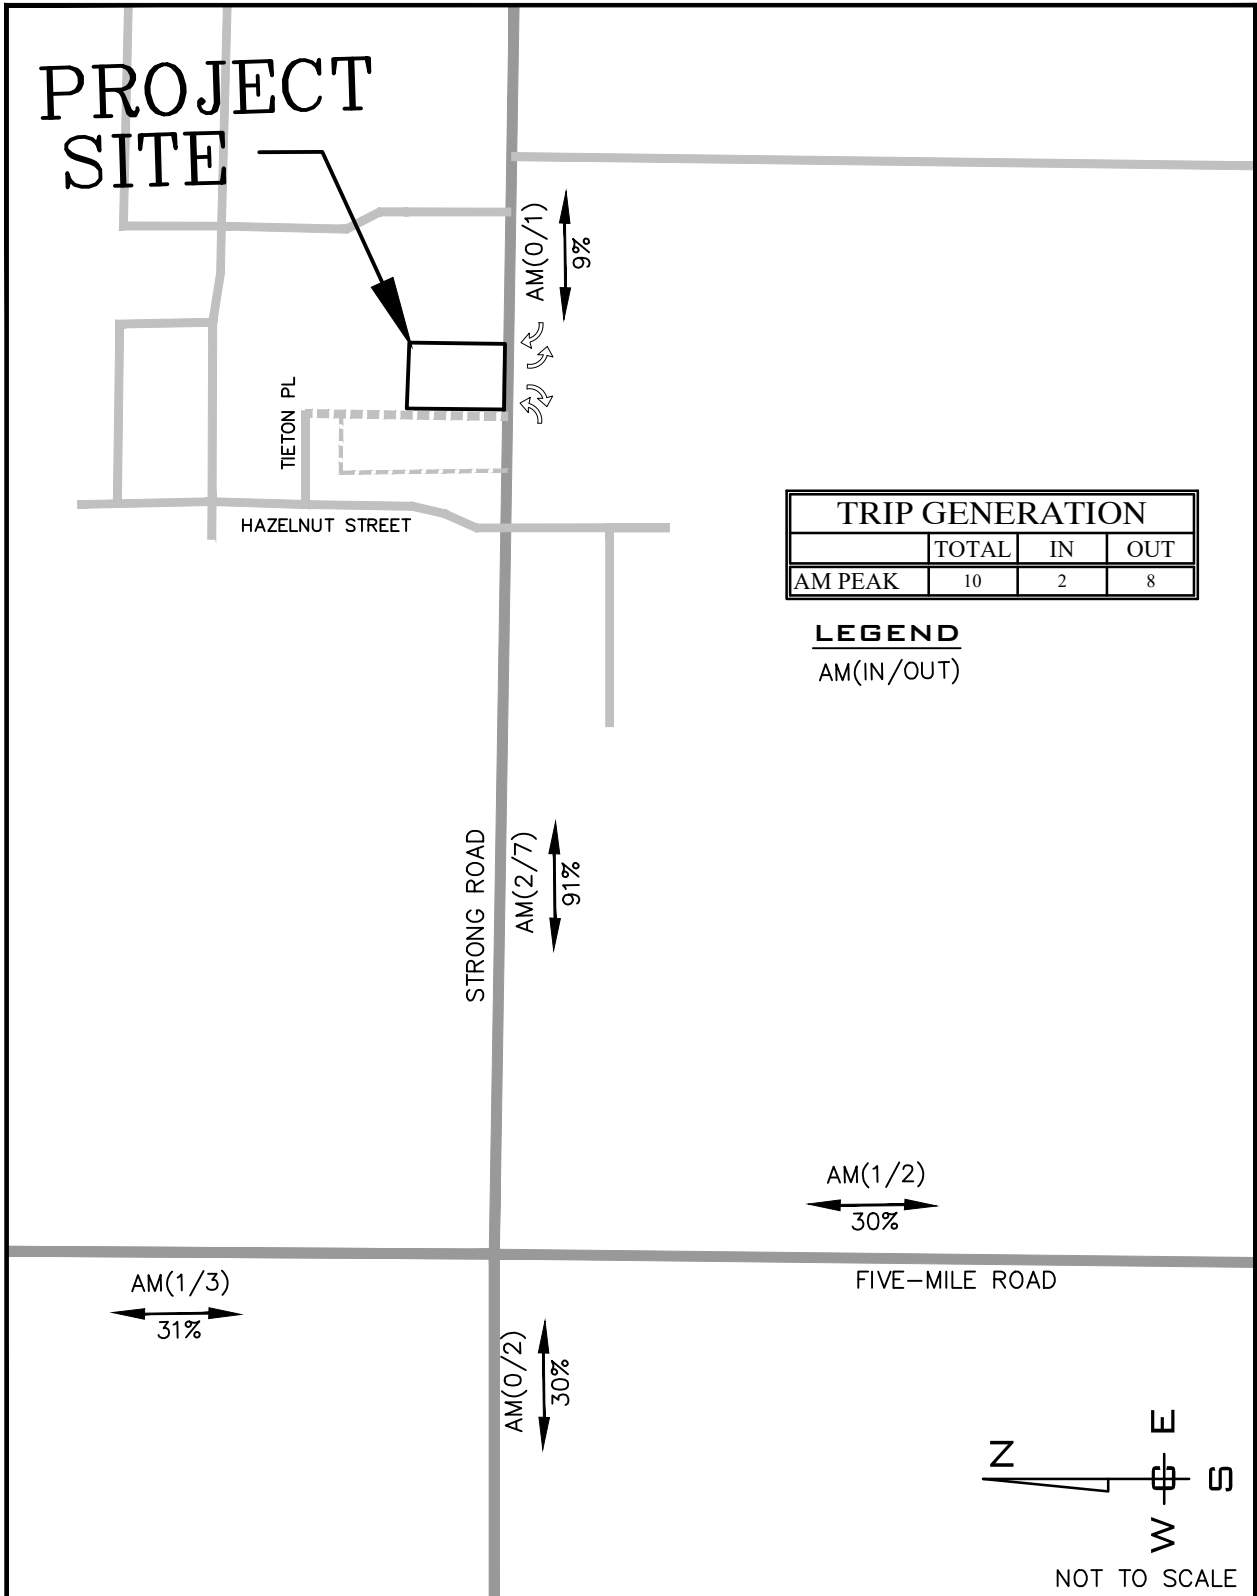 PROJECT
SITE
AM(0/1)
9%
TIETON PL
HAZELNUT STREET
TRIP GENERATION
TOTAL IN OUT
AM PEAK 10 2 8
LEGEND
AM(IN/OUT)
STRONG ROAD
AM(2/7)
91%
AM(1/2)
30%
FIVE-MILE ROAD
AM(1/3)
31%
AM(0/2)
30%
N
W E
S
NOT TO SCALE